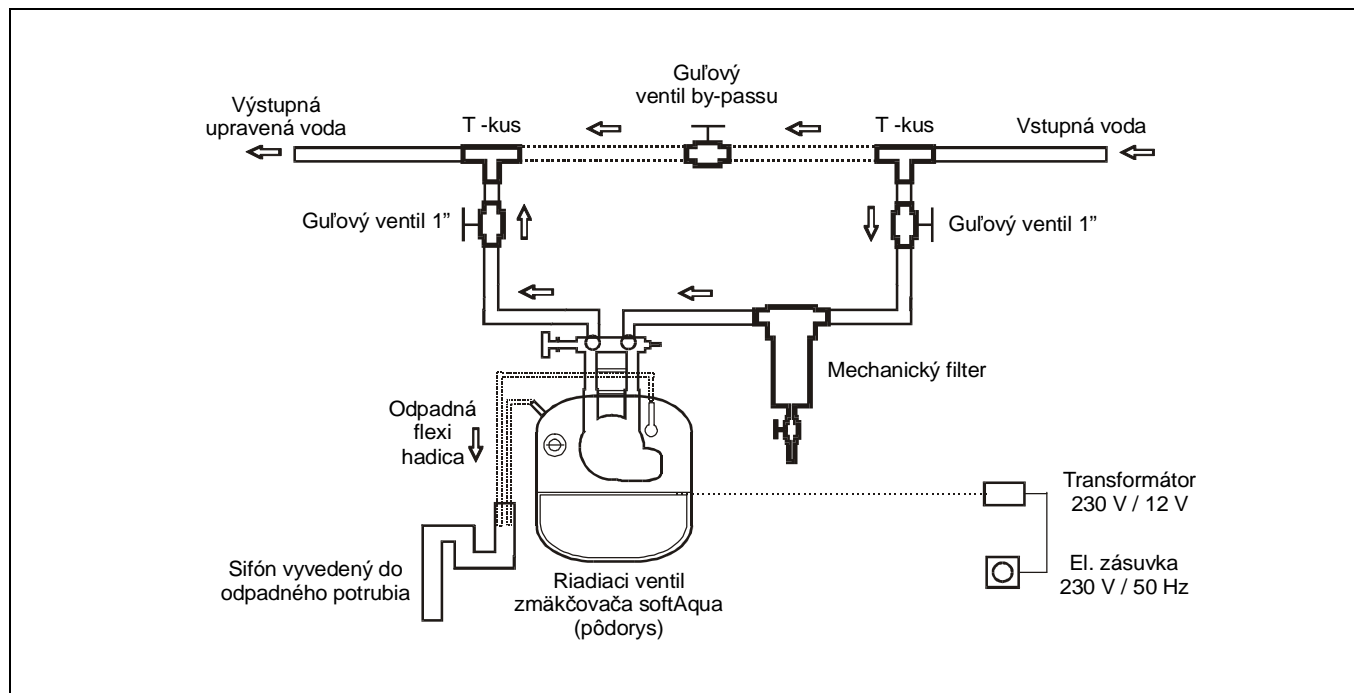 Guľový
ventil by-passu
Výstupná
upravená voda
T -kus
T -kus
Vstupná voda
Guľový ventil 1”
Guľový ventil 1”
Mechanický filter
Odpadná
flexi
hadica
Transformátor
230 V / 12 V
Sifón vyvedený do
odpadného potrubia
Riadiaci ventil
zmäkčovača softAqua
(pôdorys)
El. zásuvka
230 V / 50 Hz